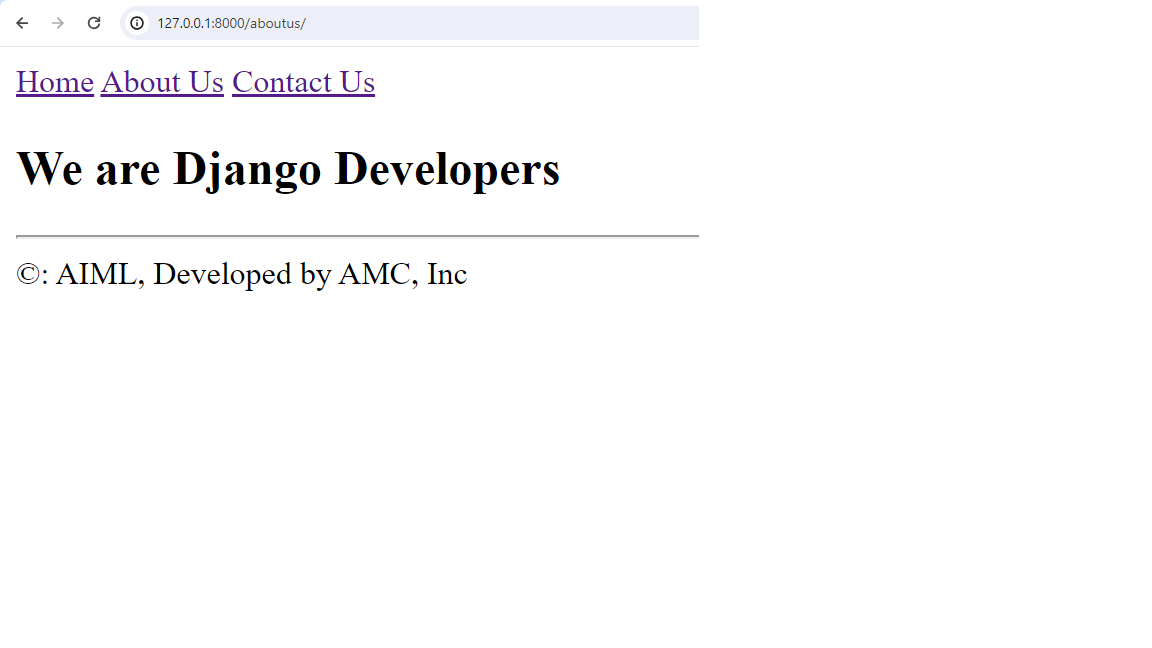 127.0.0.1:8000/aboutus/
Home About Us Contact Us
We are Django Developers
©: AIML, Developed by AMC, Inc